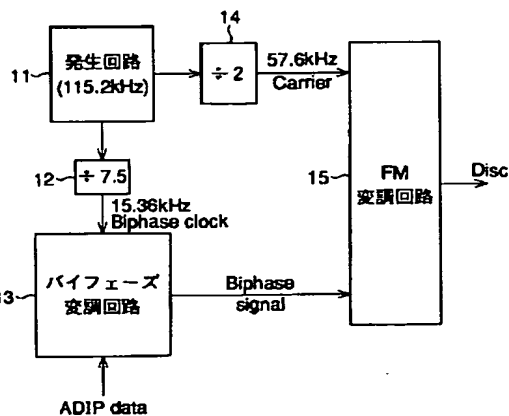 14
発生回路
(115.2kHz)
11
÷2
57.6kHz
Carrier
12
÷7.5
15.36kHz
Biphase clock
15
FM
変調回路
Disc
13
バイフェーズ
変調回路
Biphase
signal
ADIP data